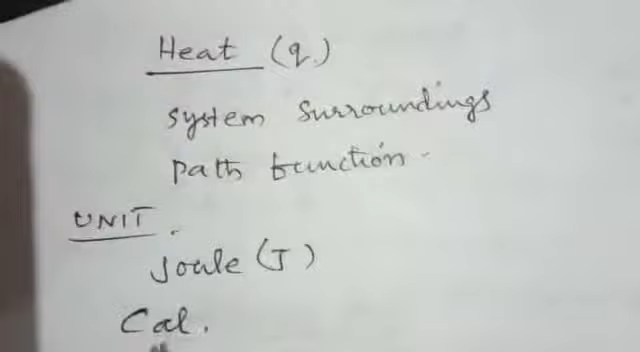 Heat (q.)
System Surroundings
Path function.
UNIT.
Joule (J)
Cal.